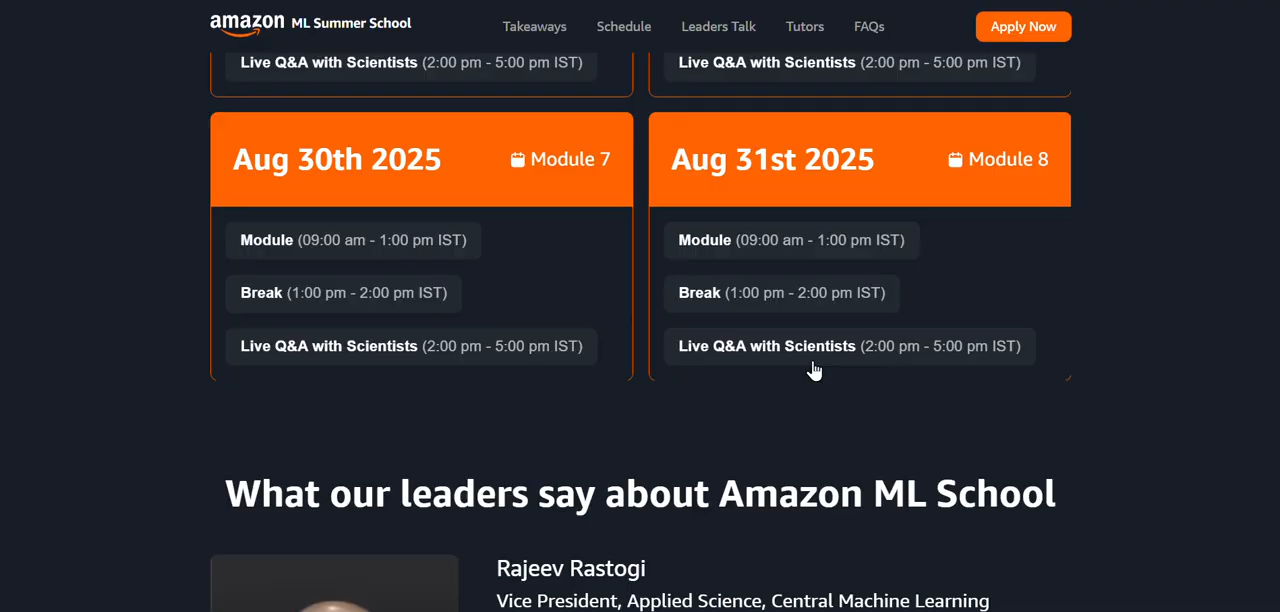 amazon ML Summer School Takeaways Schedule Leaders Talk Tutors FAQs Apply Now
Live Q&A with Scientists (2:00 pm - 5:00 pm IST) Live Q&A with Scientists (2:00 pm - 5:00 pm IST)
Aug 30th 2025 Module 7
Module (09:00 am - 1:00 pm IST)
Break (1:00 pm - 2:00 pm IST)
Live Q&A with Scientists (2:00 pm - 5:00 pm IST)
Aug 31st 2025 Module 8
Module (09:00 am - 1:00 pm IST)
Break (1:00 pm - 2:00 pm IST)
Live Q&A with Scientists (2:00 pm - 5:00 pm IST)
What our leaders say about Amazon ML School
Rajeev Rastogi
Vice President, Applied Science, Central Machine Learning